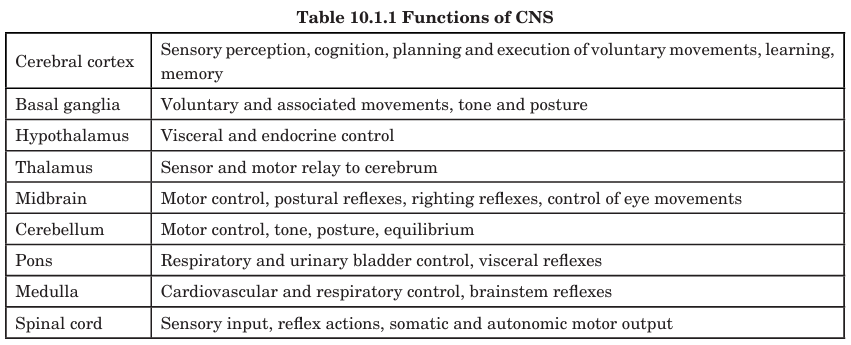 Table 10.1.1 Functions of CNS
Cerebral cortex
Sensory perception, cognition, planning and execution of voluntary movements, learning,
memory
Basal ganglia
Voluntary and associated movements, tone and posture
Hypothalamus
Visceral and endocrine control
Thalamus
Sensor and motor relay to cerebrum
Midbrain
Motor control, postural reflexes, righting reflexes, control of eye movements
Cerebellum
Motor control, tone, posture, equilibrium
Pons
Respiratory and urinary bladder control, visceral reflexes
Medulla
Cardiovascular and respiratory control, brainstem reflexes
Spinal cord
Sensory input, reflex actions, somatic and autonomic motor output